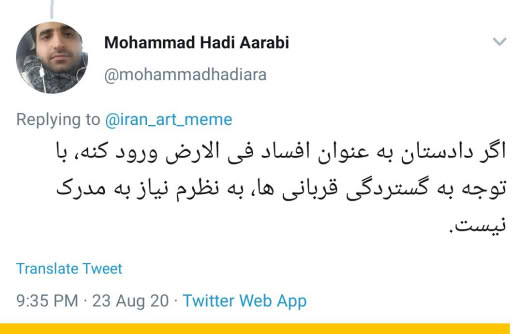 Mohammad Hadi Aarabi
@mohammadhadiara
Replying to @iran_art_meme
اگر دادستان به عنوان افساد فی الارض ورود کنه، با
توجه به گستردگی قربانی ها، به نظرم نیاز به مدرک
نیست.
Translate Tweet
9:35 PM · 23 Aug 20 · Twitter Web App